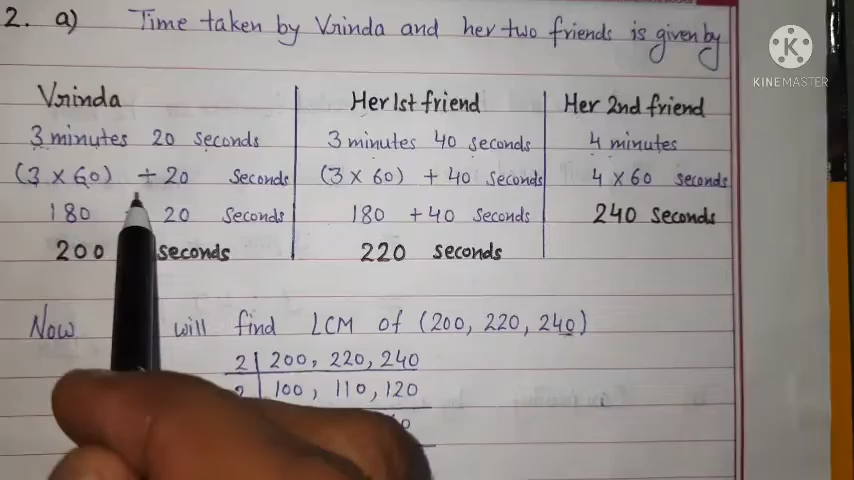 2. a) Time taken by Vrinda and her two friends is given by
K
KINEMASTER
Vrinda
3 minutes 20 seconds
(3 × 60) + 20 Seconds
180 20 Seconds
200 seconds
Her 1st friend
3 minutes 40 seconds
(3 × 60) + 40 seconds
180 + 40 Seconds
220 seconds
Her 2nd friend
4 minutes
4 × 60 seconds
240 seconds
Now will find LCM of (200, 220, 240)
2 | 200, 220, 240
2 | 100, 110, 120